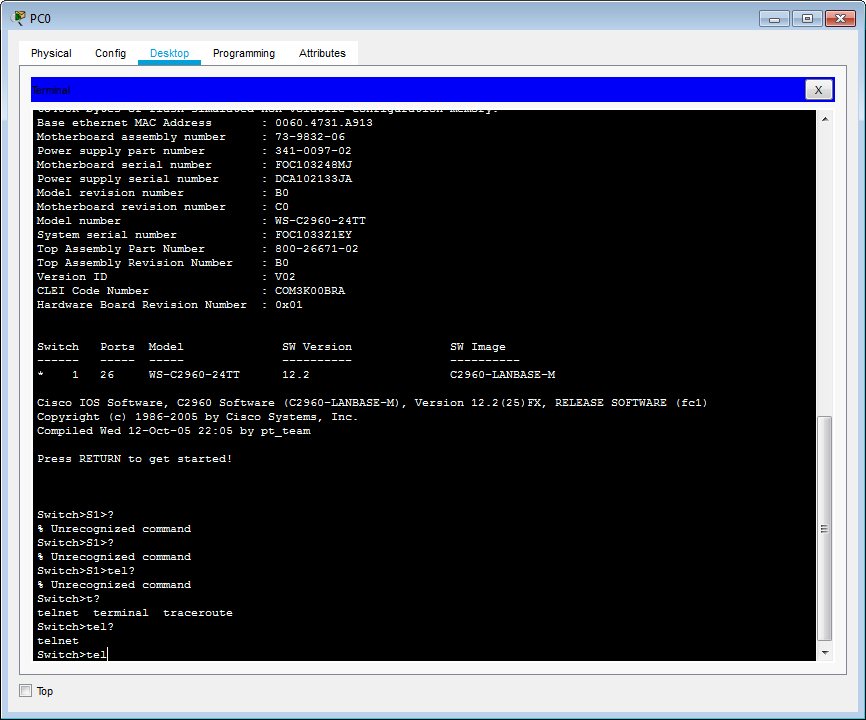 PC0
Physical Config Desktop Programming Attributes
Terminal
X
bytes of flash simulated non-volatile configuration memory.
Base ethernet MAC Address : 0060.4731.A913
Motherboard assembly number : 73-9832-06
Power supply part number : 341-0097-02
Motherboard serial number : FOC103248MJ
Power supply serial number : DCA102133JA
Model revision number : B0
Motherboard revision number : C0
Model number : WS-C2960-24TT
System serial number : FOC1033Z1EY
Top Assembly Part Number : 800-26671-02
Top Assembly Revision Number : B0
Version ID : V02
CLEI Code Number : COM3K00BRA
Hardware Board Revision Number : 0x01
Switch Ports Model SW Version SW Image
------ ----- ----- ---------- ----------
* 1 26 WS-C2960-24TT 12.2 C2960-LANBASE-M
Cisco IOS Software, C2960 Software (C2960-LANBASE-M), Version 12.2(25)FX, RELEASE SOFTWARE (fc1)
Copyright (c) 1986-2005 by Cisco Systems, Inc.
Compiled Wed 12-Oct-05 22:05 by pt_team
Press RETURN to get started!
Switch>S1>?
% Unrecognized command
Switch>S1>?
% Unrecognized command
Switch>S1>tel?
% Unrecognized command
Switch>t?
telnet terminal traceroute
Switch>tel?
telnet
Switch>tel
Top